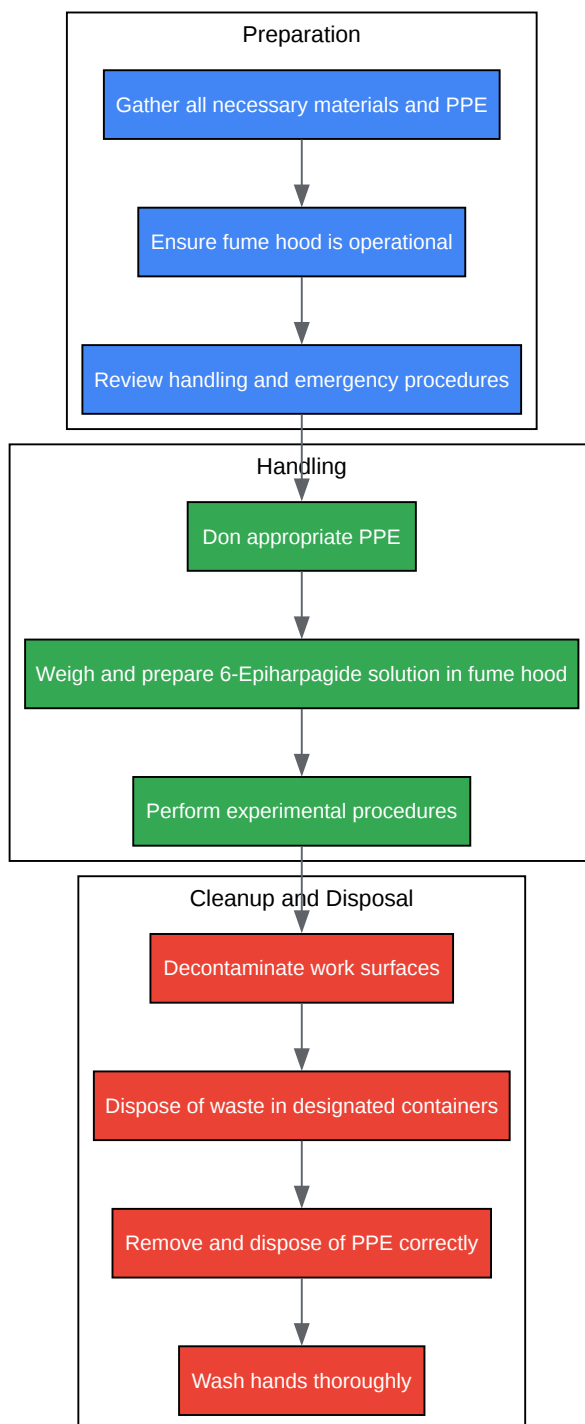 Preparation
Gather all necessary materials and PPE
Ensure fume hood is operational
Review handling and emergency procedures
Handling
Don appropriate PPE
Weigh and prepare 6-Epiharpagide solution in fume hood
Perform experimental procedures
Cleanup and Disposal
Decontaminate work surfaces
Dispose of waste in designated containers
Remove and dispose of PPE correctly
Wash hands thoroughly